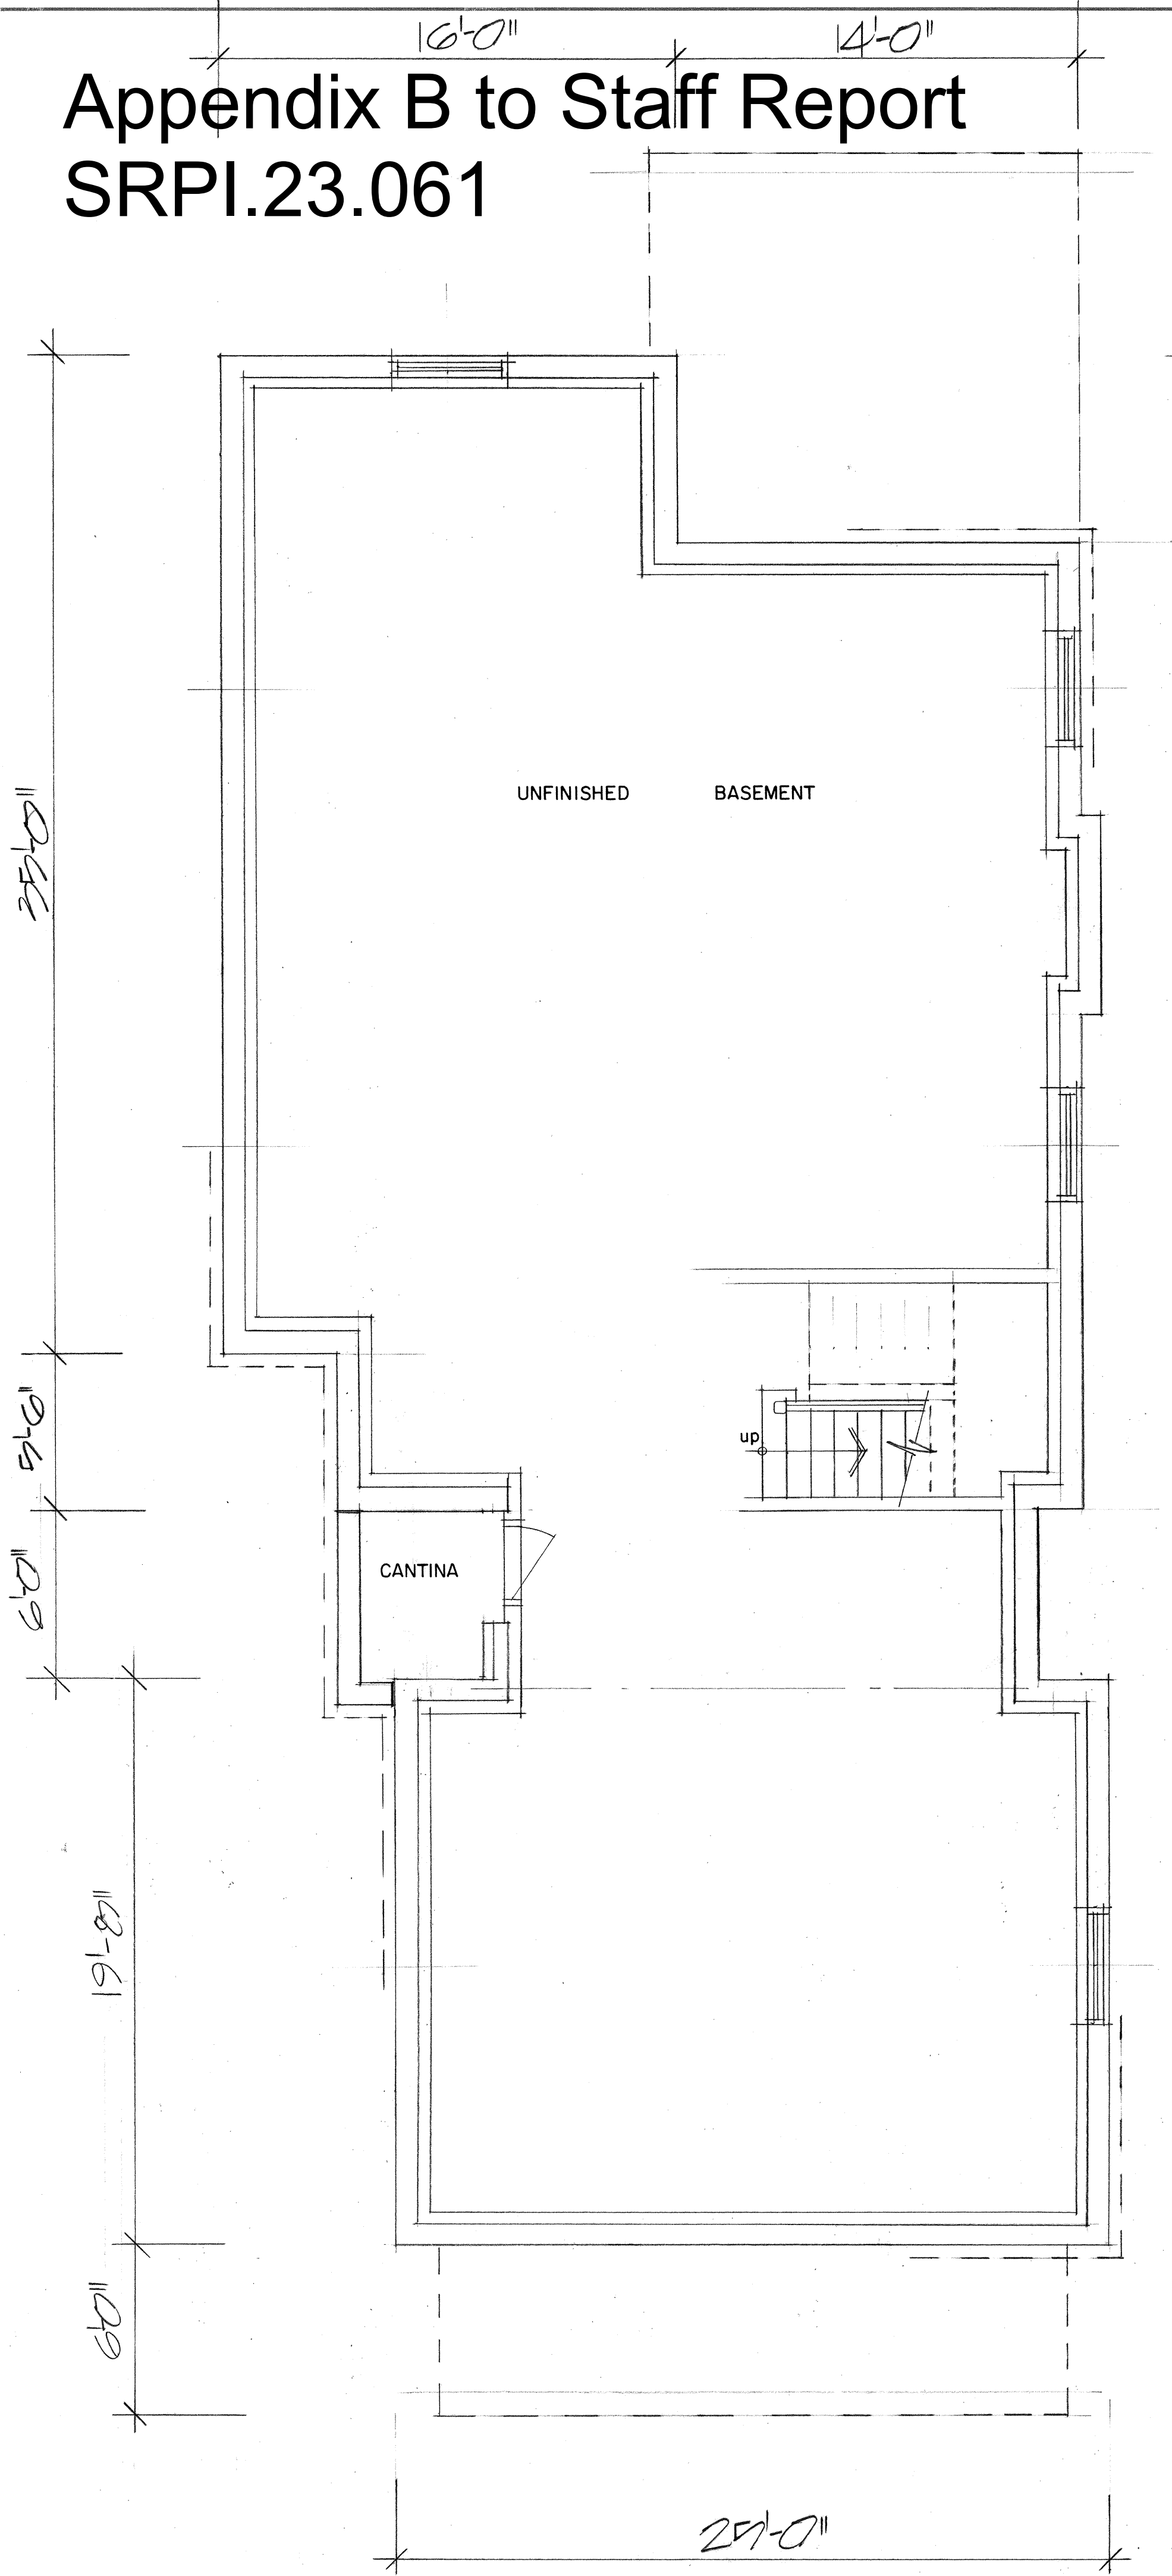 16'-0"
14'-0"
Appendix B to Staff Report
SRPI.23.061
35'-0"
UNFINISHED BASEMENT
5'-6"
up
6'-0"
CANTINA
19'-8"
6'-0"
25'-0"